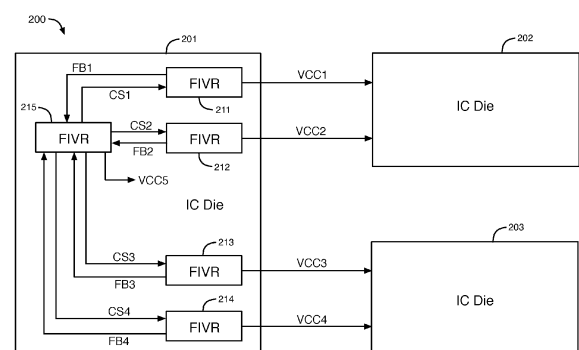 200
201
202
FB1
FIVR
VCC1
CS1
211
215
IC Die
FIVR
CS2
FIVR
VCC2
FB2
212
VCC5
IC Die
213
203
CS3
FIVR
VCC3
FB3
IC Die
214
CS4
FIVR
VCC4
FB4